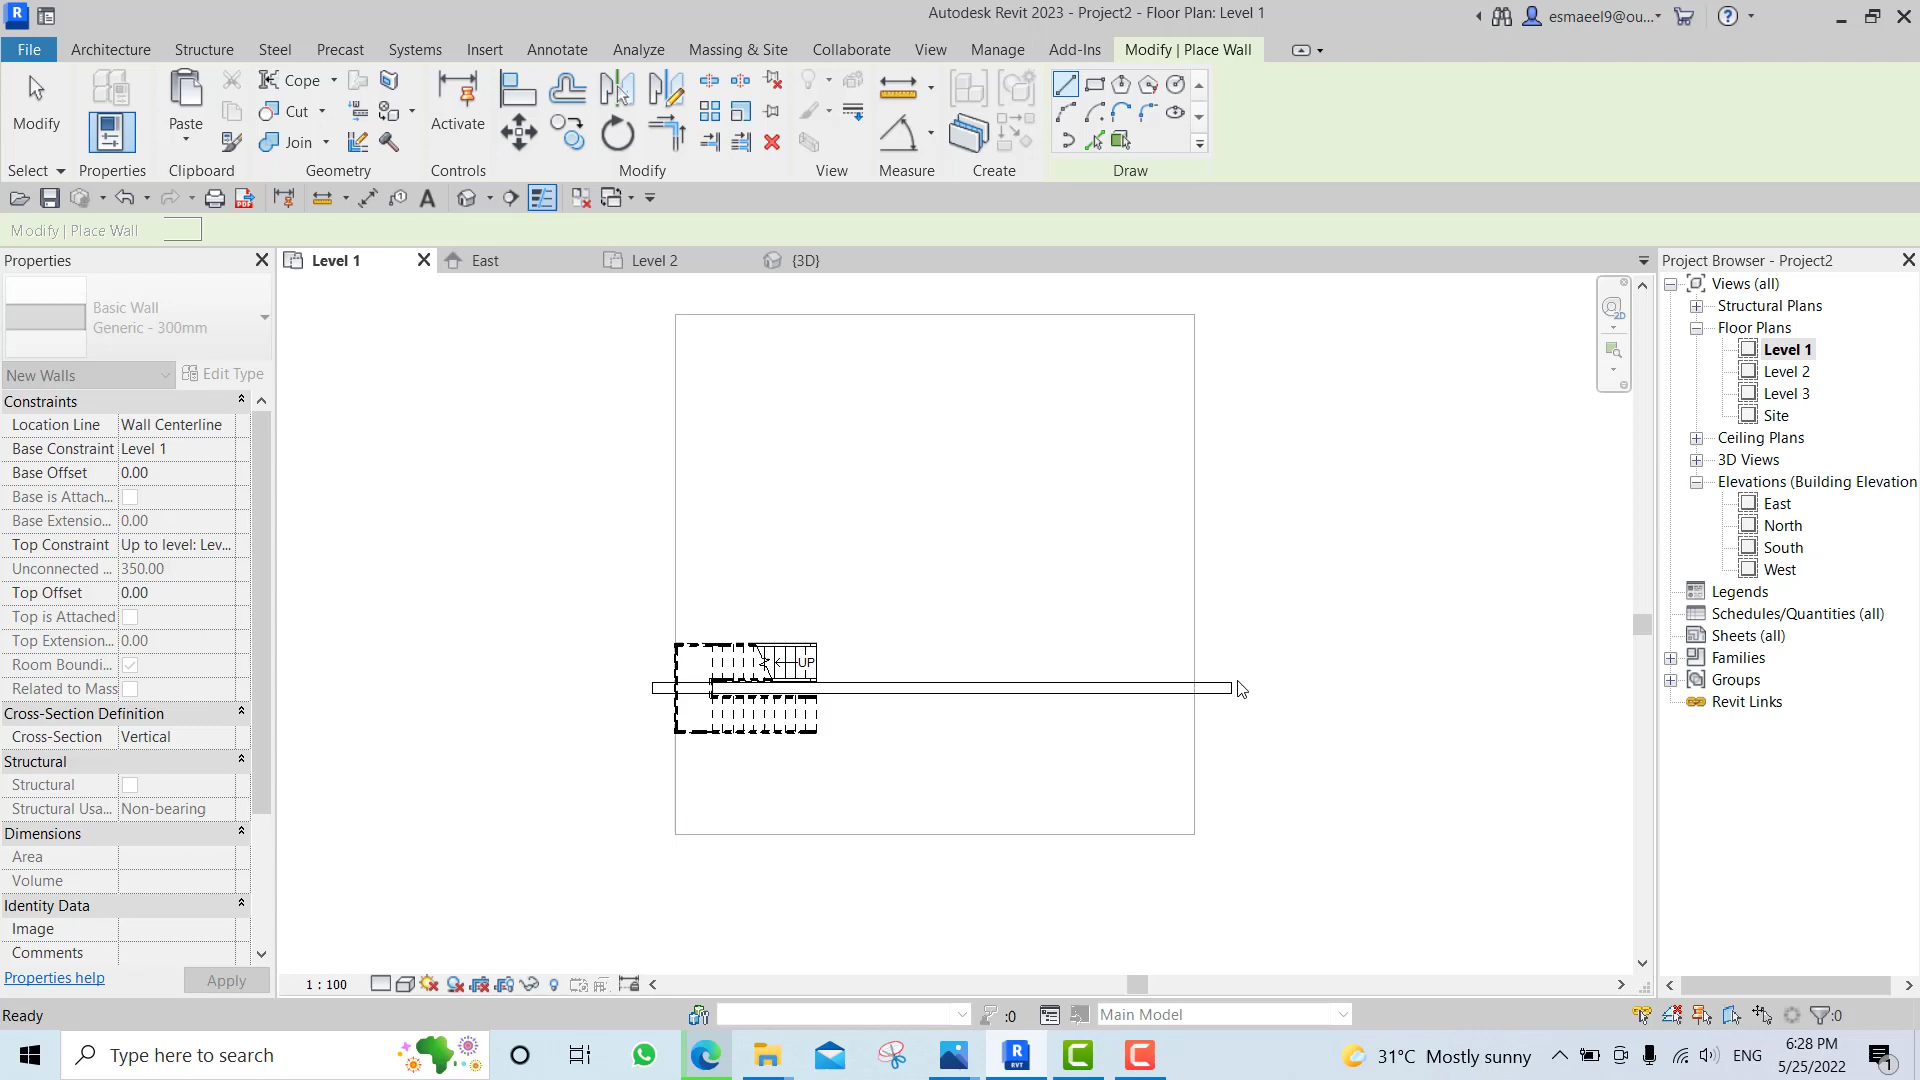 Autodesk Revit 2023 - Project2 - Floor Plan: Level 1
esmaeel9@ou...
File
Architecture
Structure
Steel
Precast
Systems
Insert
Annotate
Analyze
Massing & Site
Collaborate
View
Manage
Add-Ins
Modify | Place Wall
Modify
Paste
Cope
Cut
Join
Activate
Select
Properties
Clipboard
Geometry
Controls
Modify
View
Measure
Create
Draw
Modify | Place Wall
Properties
Level 1
East
Level 2
{3D}
Project Browser - Project2
Basic Wall
Generic - 300mm
New Walls
Edit Type
Constraints
Location Line Wall Centerline
Base Constraint Level 1
Base Offset 0.00
Base is Attach...
Base Extensio... 0.00
Top Constraint Up to level: Lev...
Unconnected ... 350.00
Top Offset 0.00
Top is Attached
Top Extension... 0.00
Room Boundi...
Related to Mass
Cross-Section Definition
Cross-Section Vertical
Structural
Structural
Structural Usa... Non-bearing
Dimensions
Area
Volume
Identity Data
Image
Comments
Properties help
Apply
UP
2D
Views (all)
Structural Plans
Floor Plans
Level 1
Level 2
Level 3
Site
Ceiling Plans
3D Views
Elevations (Building Elevation
East
North
South
West
Legends
Schedules/Quantities (all)
Sheets (all)
Families
Groups
Revit Links
1 : 100
Ready
:0
Main Model
:0
Type here to search
31°C Mostly sunny
ENG
6:28 PM
5/25/2022
1